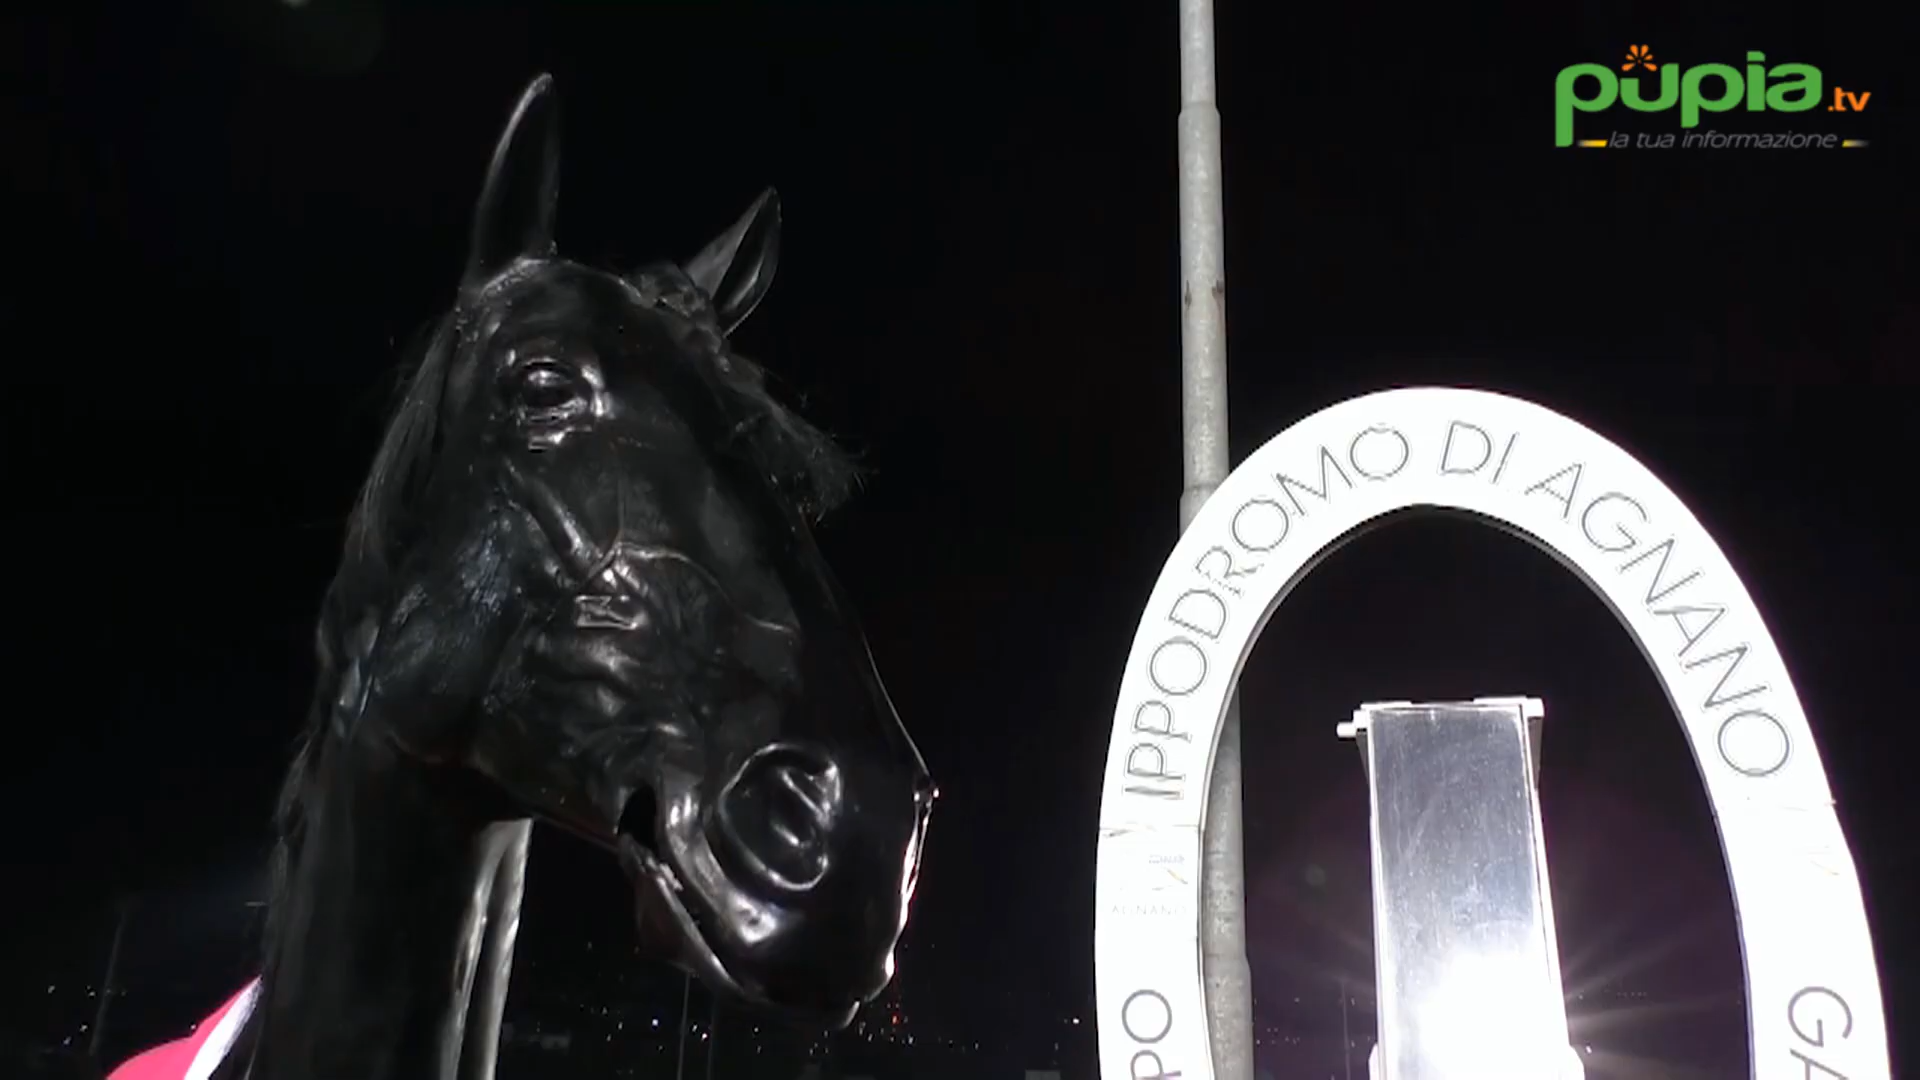 pupia.tv
la tua informazione
IPPODROMO DI AGNANO
PO
GA